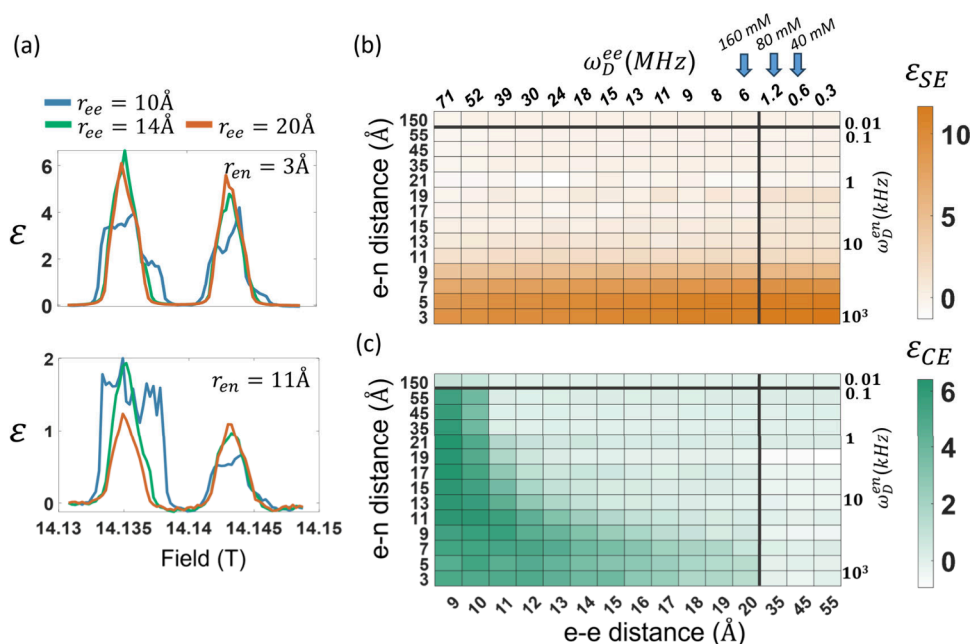 (a)
r_ee = 10Å
r_ee = 14Å r_ee = 20Å
r_en = 3Å
6
4
2
0
ε
r_en = 11Å
2
1
0
ε
14.13 14.135 14.14 14.145 14.15
Field (T)
(b)
160 mM 80 mM 40 mM
ω_D^ee (MHz)
71 52 39 30 24 18 15 13 11 9 8 6 1.2 0.6 0.3
e-n distance (Å)
150
55
45
35
21
19
17
15
13
11
9
7
5
3
0.01
0.1
1
10
10³
ω_D^en (kHz)
ε_SE
10
5
0
(c)
e-n distance (Å)
150
55
45
35
21
19
17
15
13
11
9
7
5
3
0.01
0.1
1
10
10³
ω_D^en (kHz)
ε_CE
6
4
2
0
9 10 11 12 13 14 15 16 17 18 19 20 35 45 55
e-e distance (Å)